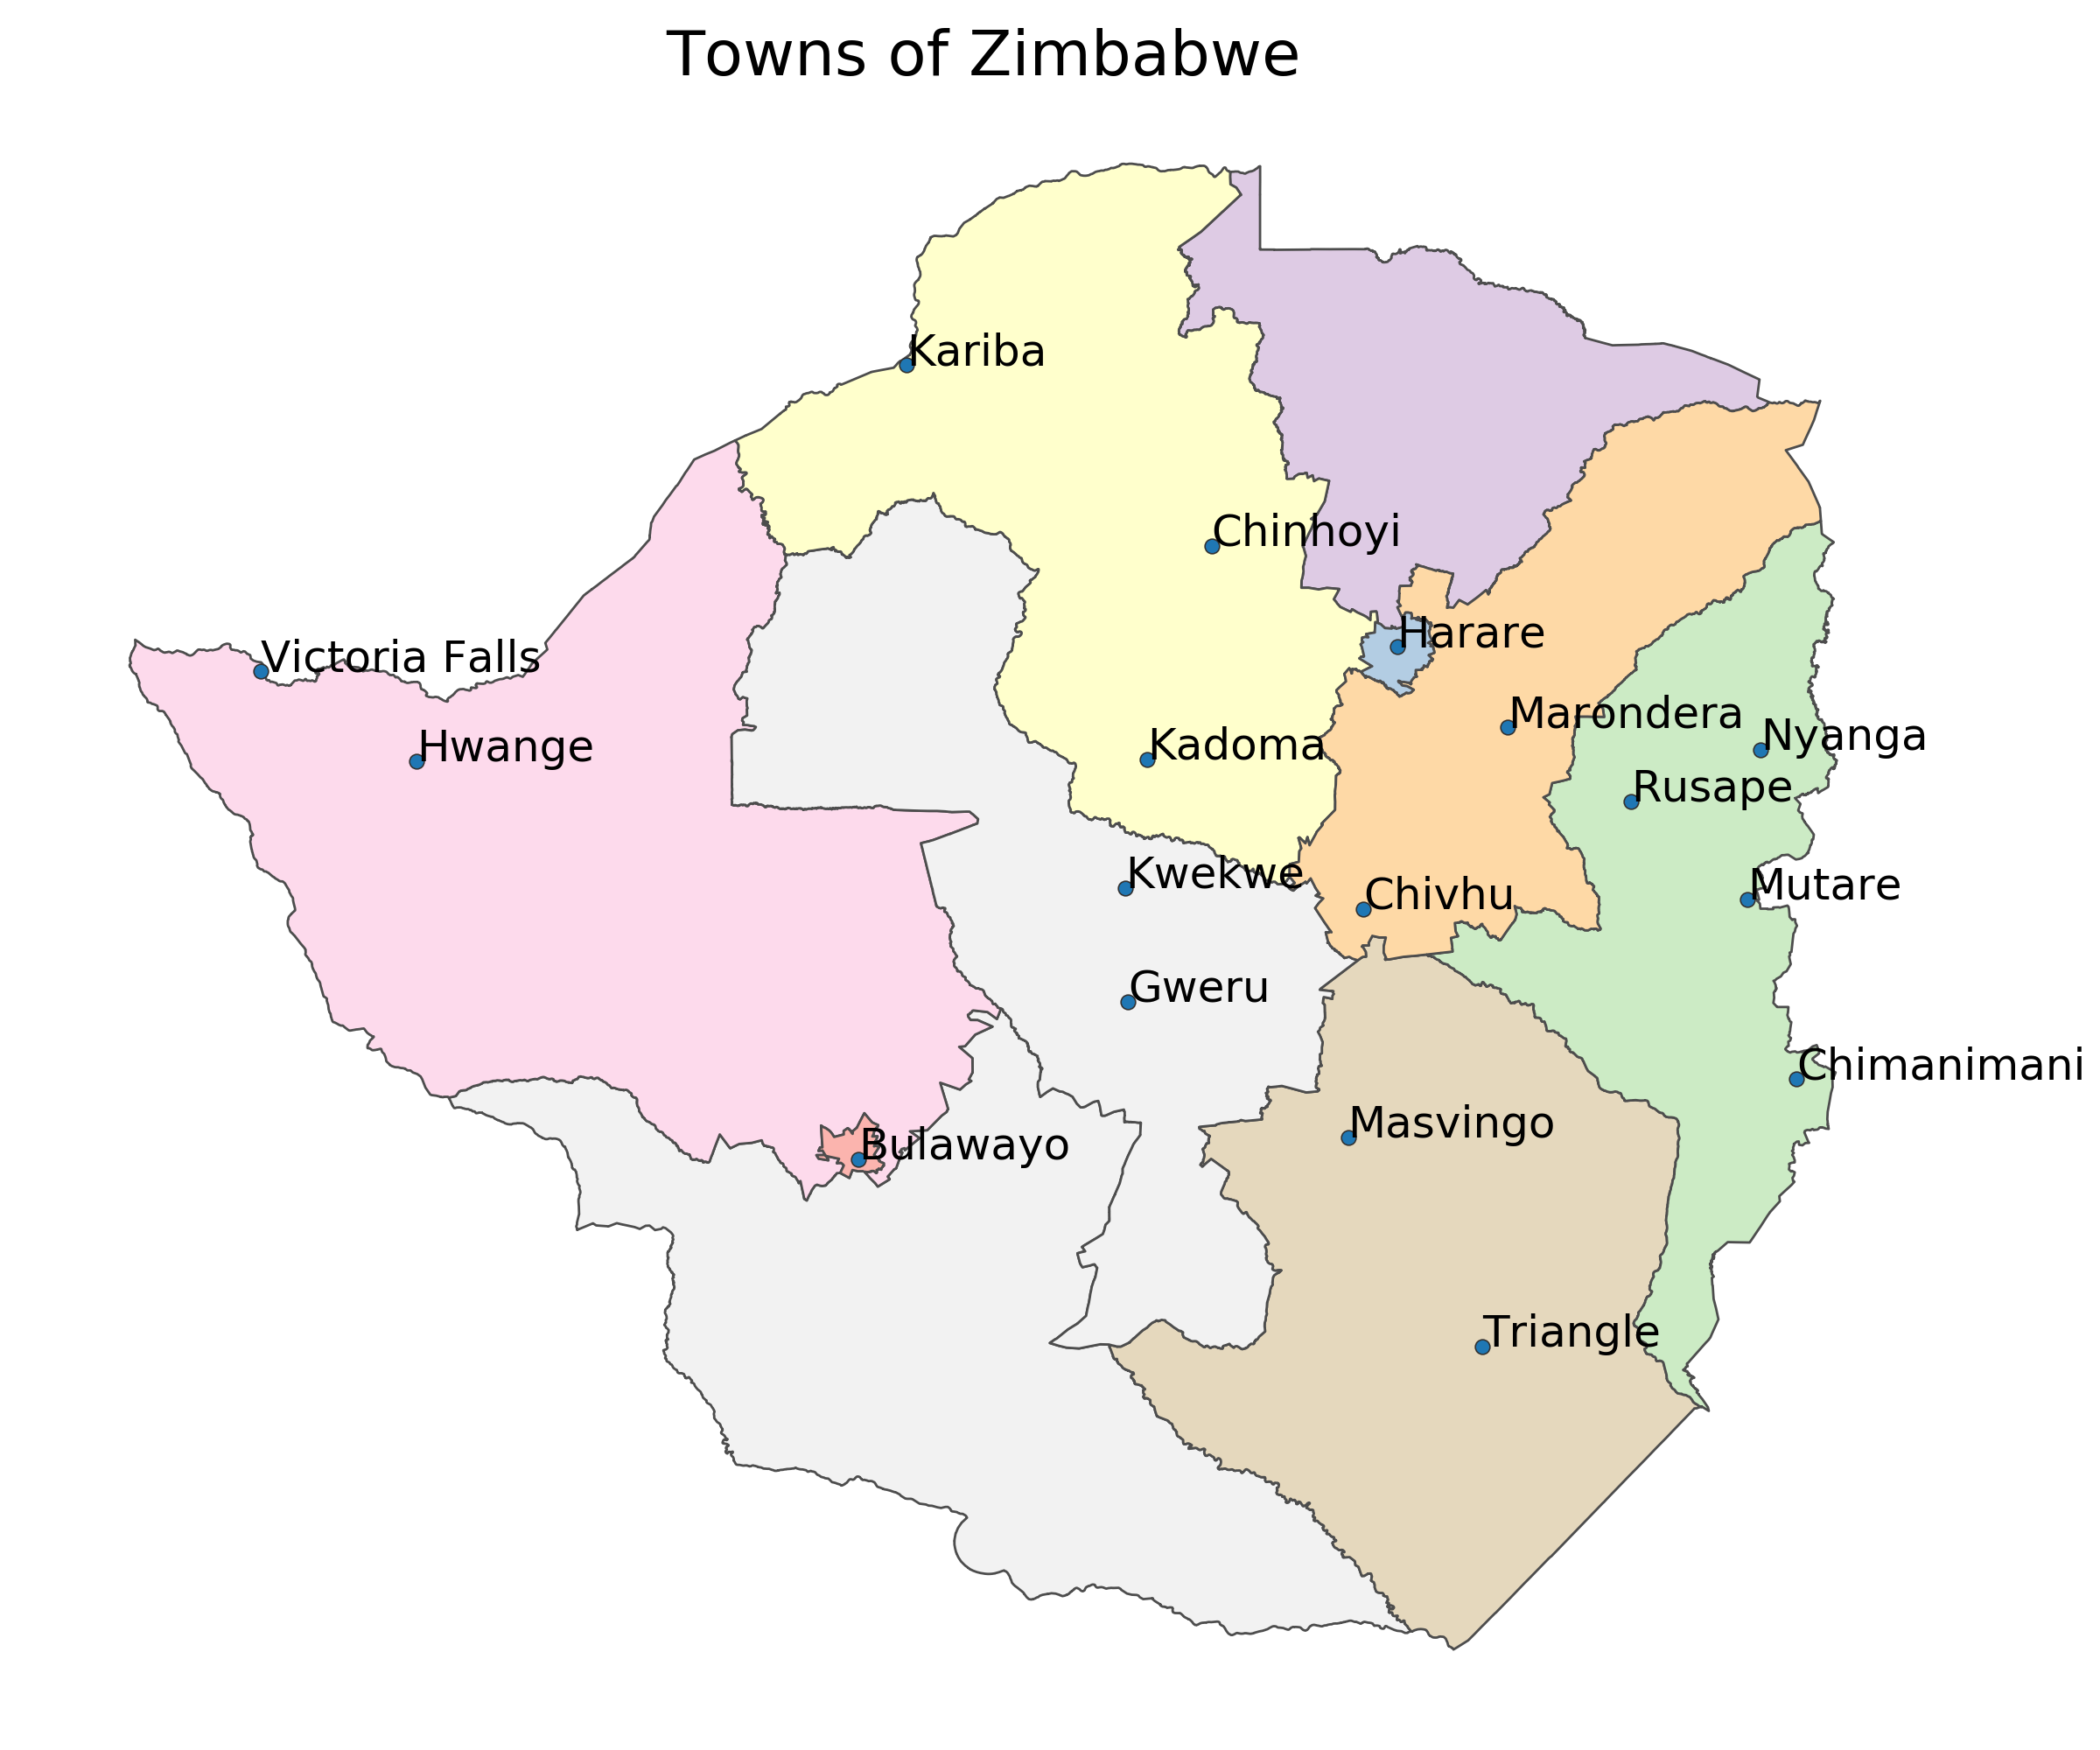 Towns of Zimbabwe
Kariba
Chinhoyi
Harare
Victoria Falls
Marondera
Nyanga
Hwange
Kadoma
Rusape
Kwekwe
Chivhu
Mutare
Gweru
Chimanimani
Masvingo
Bulawayo
Triangle